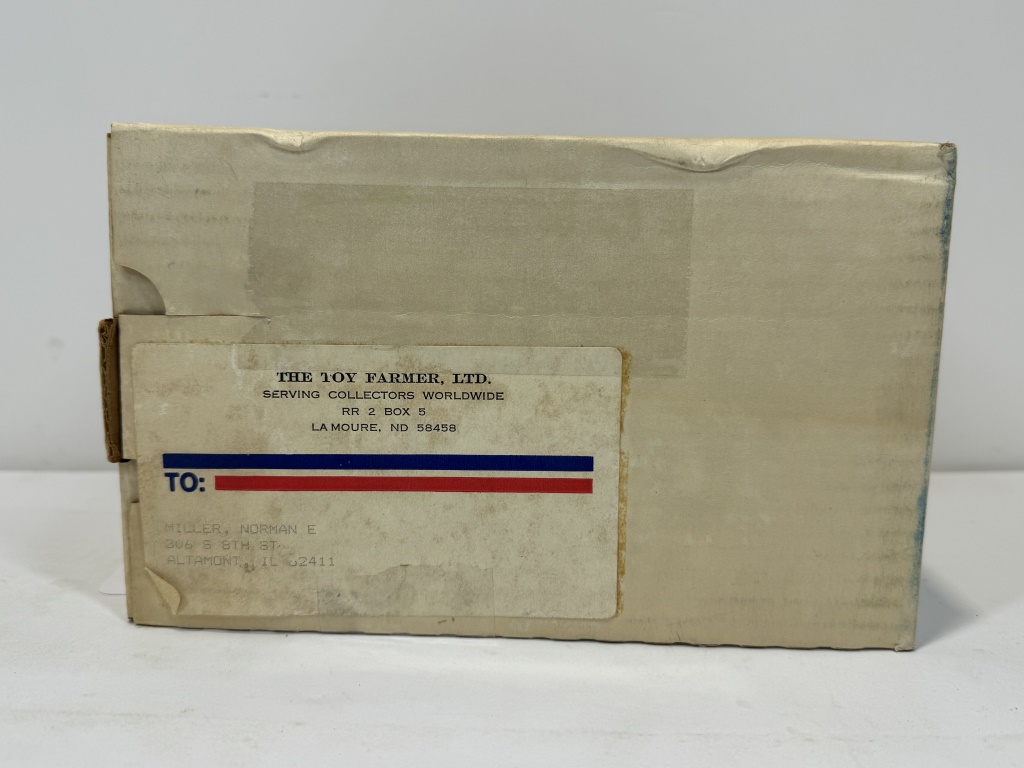 THE TOY FARMER, LTD.
SERVING COLLECTORS WORLDWIDE
RR 2 BOX 5
LA MOURE, ND 58458
TO:
MILLER, NORMAN E
306 S 8TH ST
ALTAMONT, IL 62411